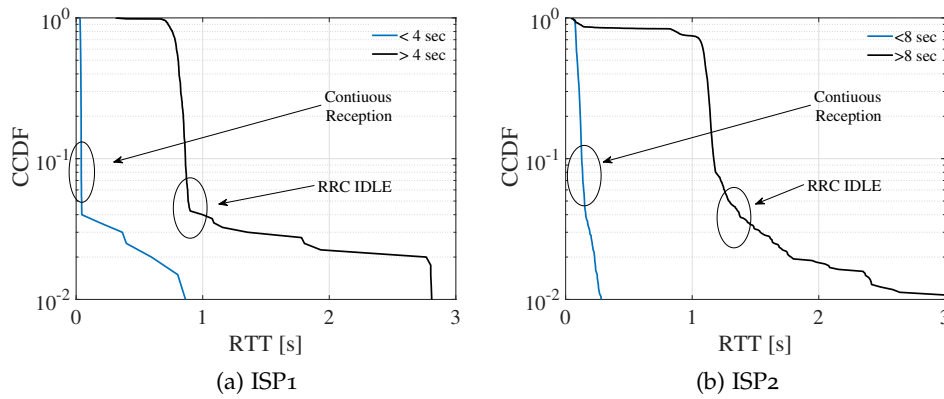 10^0
10^-1
10^-2
CCDF
0
1
2
3
RTT [s]
< 4 sec
> 4 sec
Contiuous
Reception
RRC IDLE
(a) ISP1
10^0
10^-1
10^-2
CCDF
0
1
2
3
RTT [s]
<8 sec
>8 sec
Contiuous
Reception
RRC IDLE
(b) ISP2